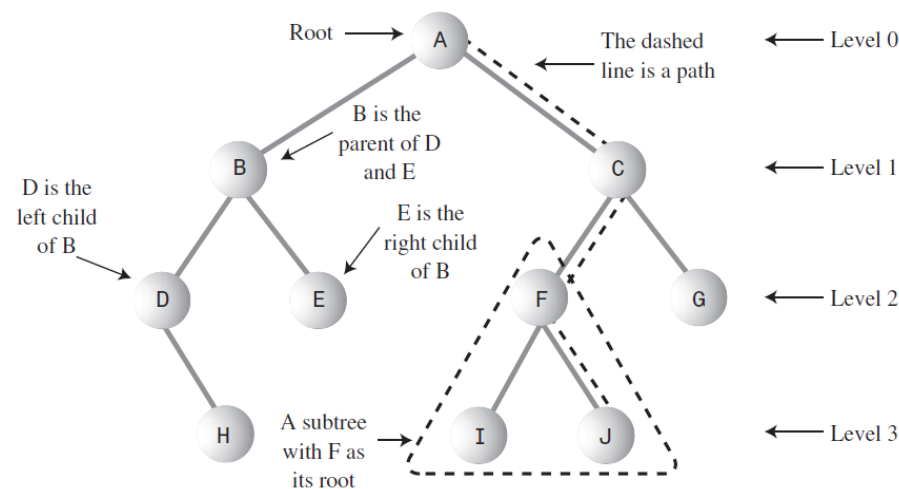 Root
A
The dashed
line is a path
Level 0
B is the
parent of D
and E
B
C
Level 1
D is the
left child
of B
E is the
right child
of B
D
E
F
G
Level 2
A subtree
with F as
its root
H
I
J
Level 3